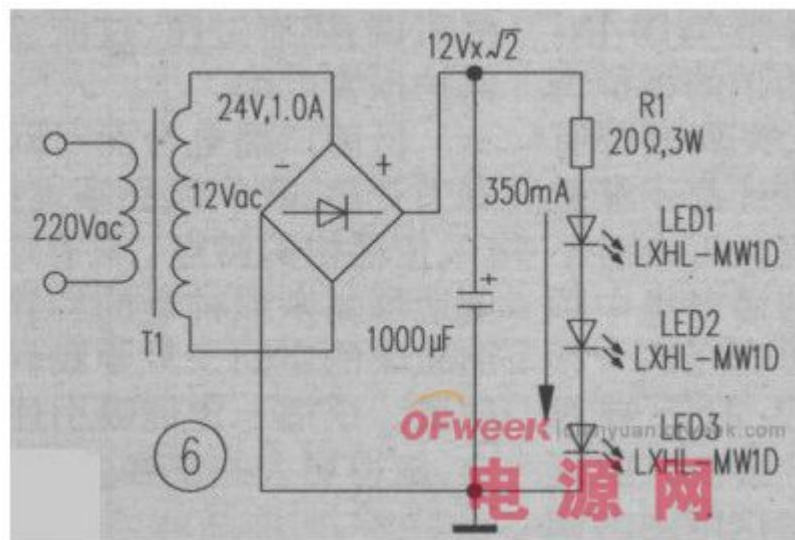 12Vx√2
24V,1.0A
R1
20Ω,3W
-
+
12Vac
350mA
220Vac
LED1
LXHL-MW1D
T1
1000μF
+
LED2
LXHL-MW1D
LED3
LXHL-MW1D
OFweek
电源网
6